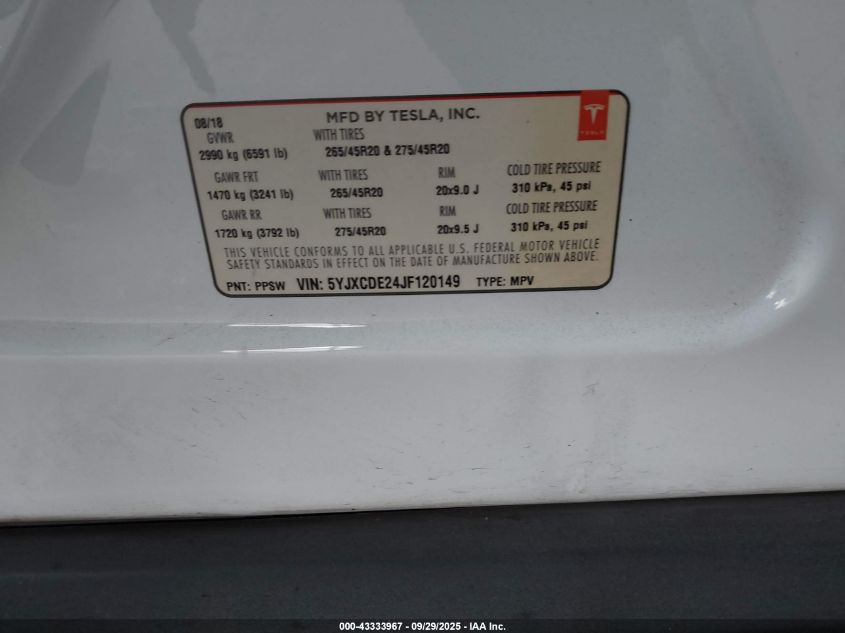 08/18 MFD BY TESLA, INC.
GVWR WITH TIRES
2990 kg (6591 lb) 265/45R20 & 275/45R20
GAWR FRT WITH TIRES RIM COLD TIRE PRESSURE
1470 kg (3241 lb) 265/45R20 20x9.0 J 310 kPa, 45 psi
GAWR RR WITH TIRES RIM COLD TIRE PRESSURE
1720 kg (3792 lb) 275/45R20 20x9.5 J 310 kPa, 45 psi
THIS VEHICLE CONFORMS TO ALL APPLICABLE U.S. FEDERAL MOTOR VEHICLE
SAFETY STANDARDS IN EFFECT ON THE DATE OF MANUFACTURE SHOWN ABOVE.
PNT: PPSW VIN: 5YJXCDE24JF120149 TYPE: MPV
TESLA
000-43333967 - 09/29/2025 - IAA Inc.